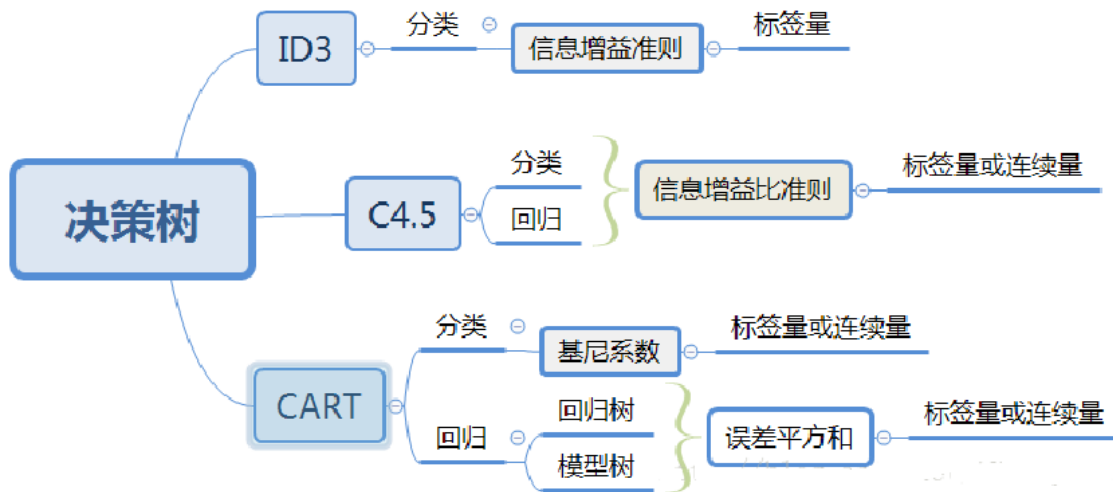 ID3
分类
信息增益准则
标签量
决策树
C4.5
分类
回归
信息增益比准则
标签量或连续量
CART
分类
基尼系数
标签量或连续量
回归
回归树
模型树
误差平方和
标签量或连续量